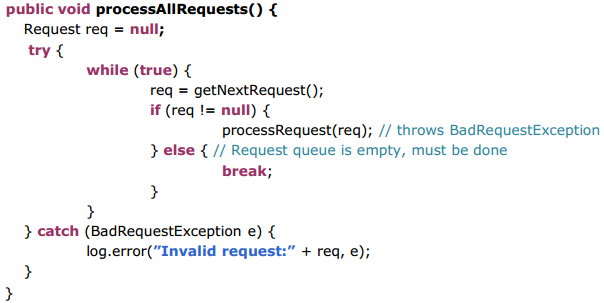 public void processAllRequests() {
Request req = null;
try {
while (true) {
req = getNextRequest();
if (req != null) {
processRequest(req); // throws BadRequestException
} else { // Request queue is empty, must be done
break;
}
}
} catch (BadRequestException e) {
log.error(”Invalid request:” + req, e);
}
}